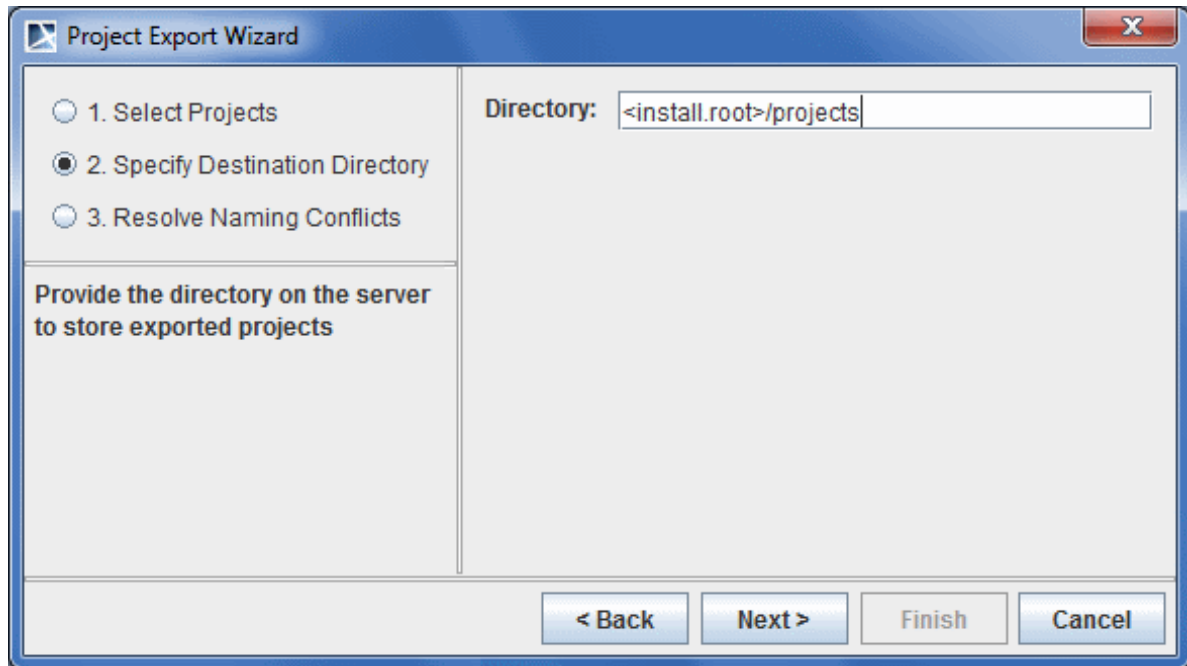 Project Export Wizard
1. Select Projects
2. Specify Destination Directory
3. Resolve Naming Conflicts
Provide the directory on the server
to store exported projects
Directory: <install.root>/projects
< Back Next > Finish Cancel